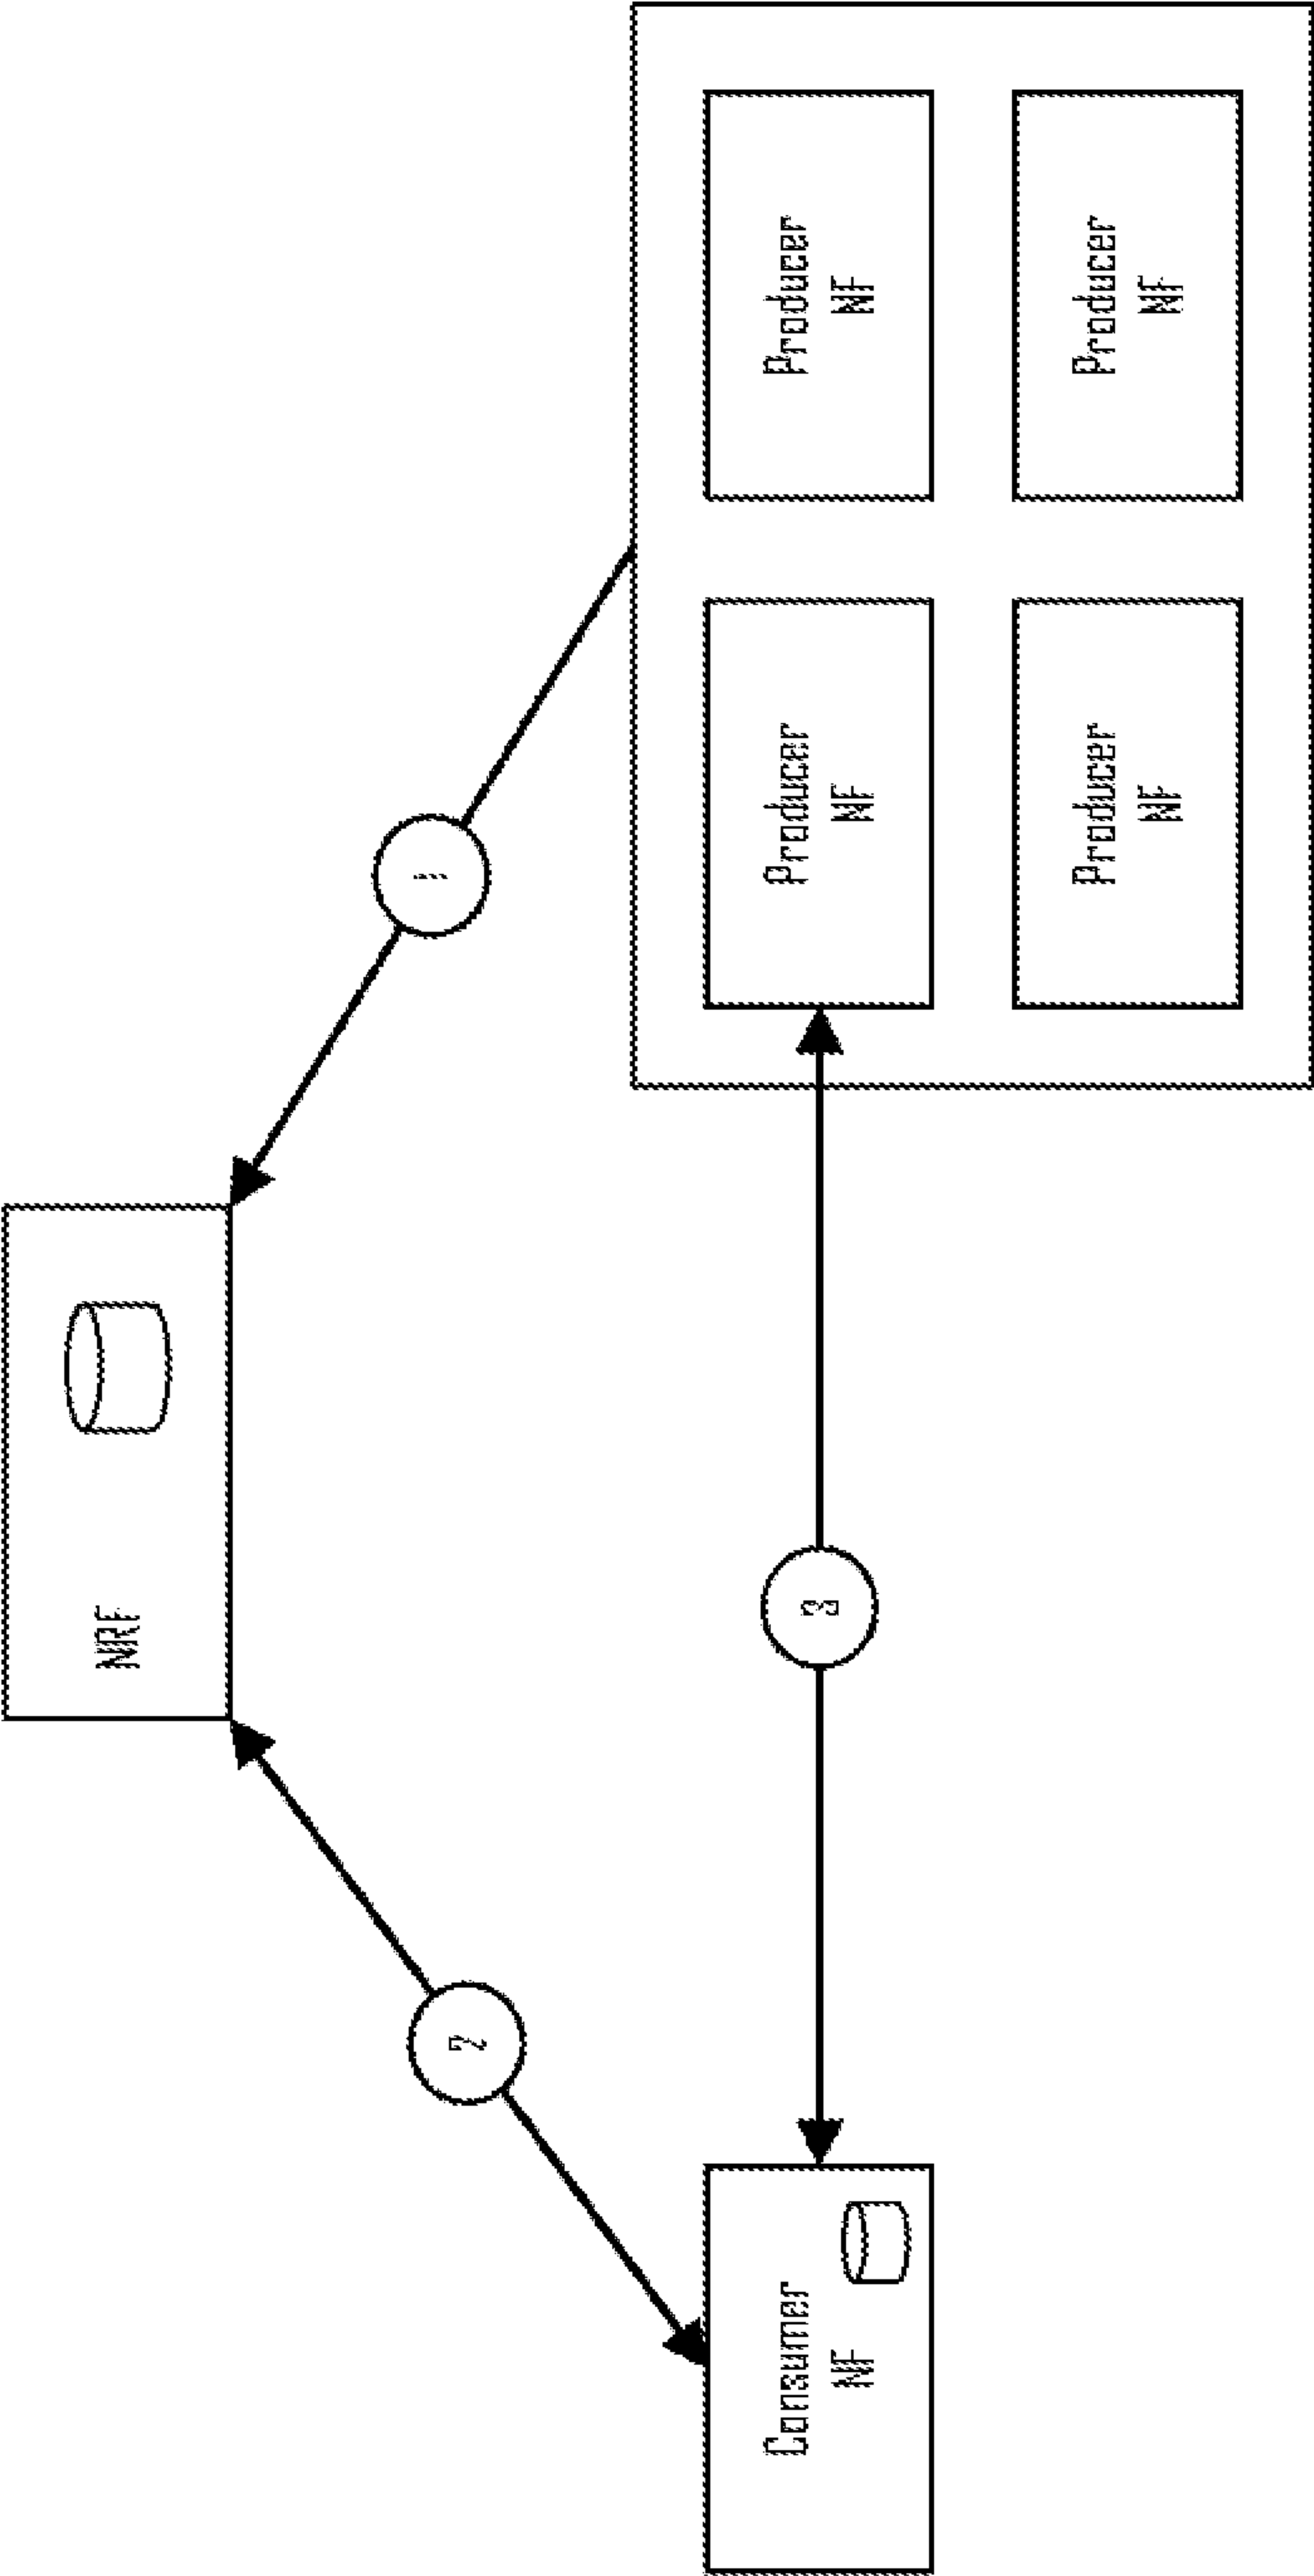 NRF
2
1
Consumer
NF
3
Producer
NF
Producer
NF
Producer
NF
Producer
NF